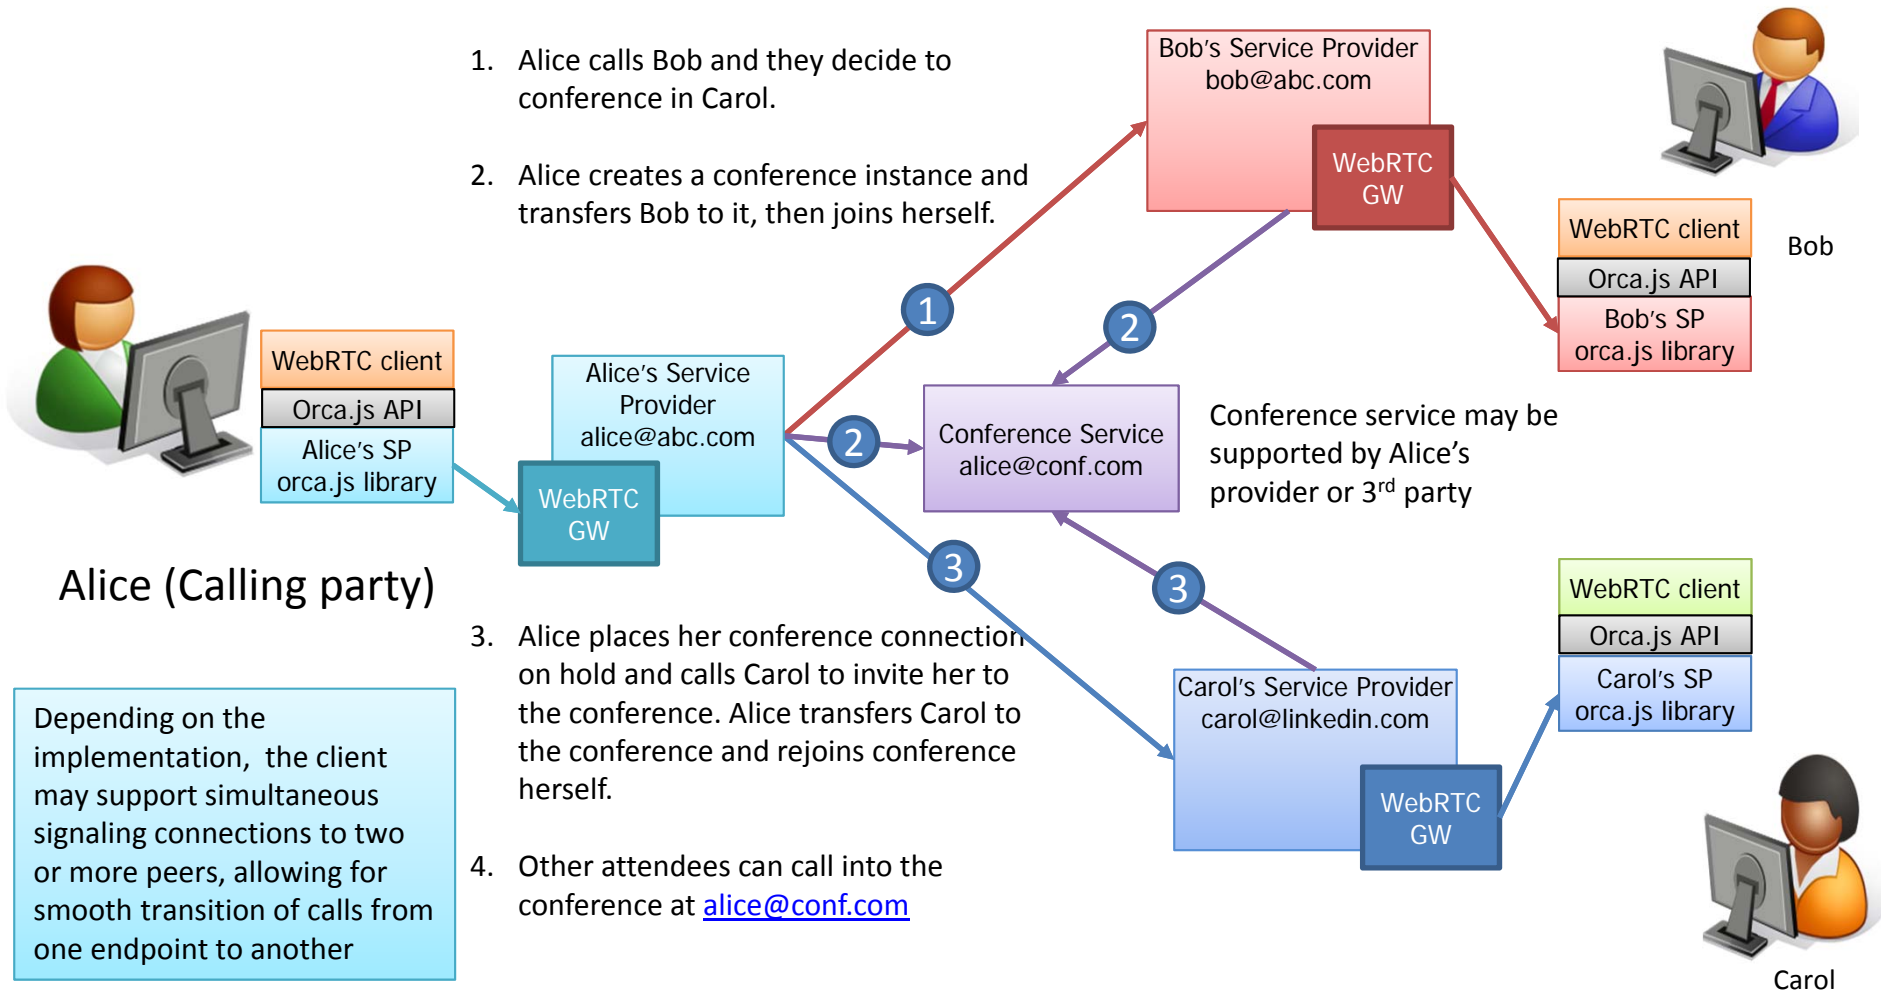 1. Alice calls Bob and they decide to
conference in Carol.
2. Alice creates a conference instance and
transfers Bob to it, then joins herself.
Bob's Service Provider
bob@abc.com
WebRTC
GW
WebRTC client
Orca.js API
Bob's SP
orca.js library
Bob
1
2
WebRTC client
Orca.js API
Alice's SP
orca.js library
Alice's Service
Provider
alice@abc.com
WebRTC
GW
2
Conference Service
alice@conf.com
Conference service may be
supported by Alice’s
provider or 3rd party
Alice (Calling party)
3
3
3. Alice places her conference connection
on hold and calls Carol to invite her to
the conference. Alice transfers Carol to
the conference and rejoins conference
herself.
4. Other attendees can call into the
conference at alice@conf.com
Carol's Service Provider
carol@linkedin.com
WebRTC
GW
WebRTC client
Orca.js API
Carol's SP
orca.js library
Carol
Depending on the
implementation,  the client
may support simultaneous
signaling connections to two
or more peers, allowing for
smooth transition of calls from
one endpoint to another